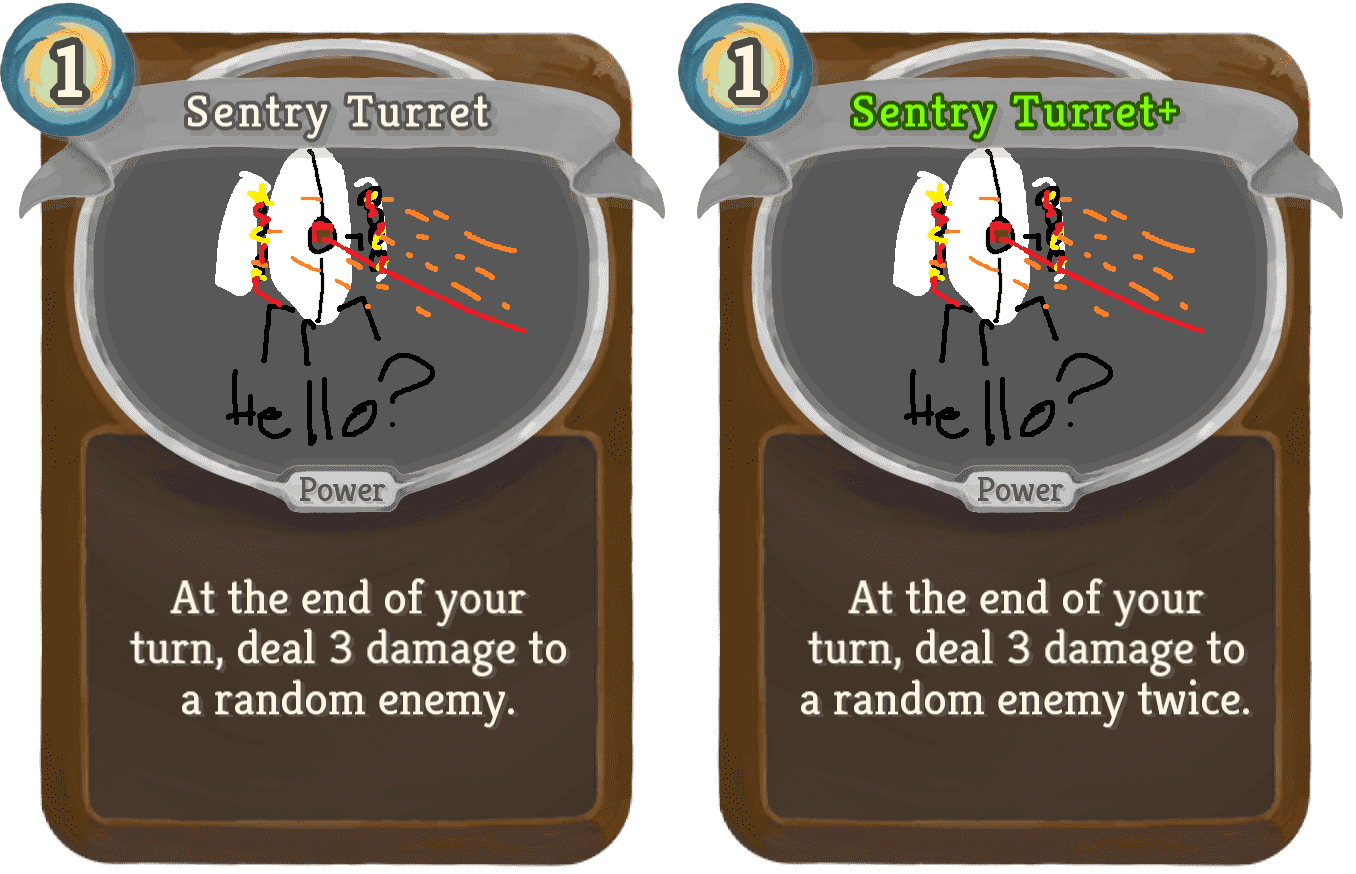 1
Sentry Turret
Hello?
Power
At the end of your
turn, deal 3 damage to
a random enemy.
1
Sentry Turret+
Hello?
Power
At the end of your
turn, deal 3 damage to
a random enemy twice.